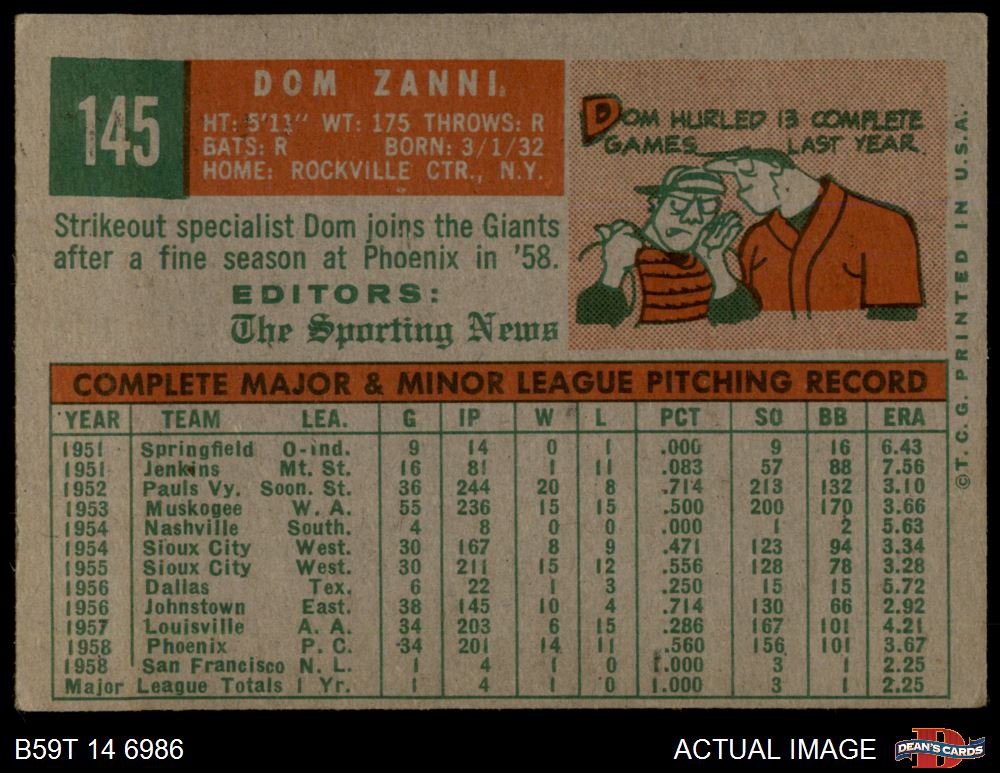 145
DOM ZANNI
HT: 5'11" WT: 175 THROWS: R
BATS: R BORN: 3/1/32
HOME: ROCKVILLE CTR., N.Y.
DOM HURLED 13 COMPLETE
GAMES LAST YEAR.
Strikeout specialist Dom joins the Giants
after a fine season at Phoenix in '58.
EDITORS:
The Sporting News
COMPLETE MAJOR & MINOR LEAGUE PITCHING RECORD
YEAR TEAM LEA. G IP W L PCT SO BB ERA
1951 Springfield O-ind. 9 14 0 1 .000 9 16 6.43
1951 Jenkins Mt. St. 16 81 1 11 .083 57 88 7.56
1952 Pauls Vy. Soon. St. 36 244 20 8 .714 213 132 3.10
1953 Muskogee W. A. 55 236 15 15 .500 200 170 3.66
1954 Nashville South. 4 8 0 0 .000 1 2 5.63
1954 Sioux City West. 30 167 8 9 .471 123 94 3.34
1955 Sioux City West. 30 211 15 12 .556 128 78 3.28
1956 Dallas Tex. 6 22 1 3 .250 15 15 5.72
1956 Johnstown East. 38 145 10 4 .714 130 66 2.92
1957 Louisville A. A. 34 203 6 15 .286 167 101 4.21
1958 Phoenix P. C. 34 201 14 11 .560 156 101 3.67
1958 San Francisco N. L. 1 4 1 0 1.000 3 1 2.25
Major League Totals 1 Yr. 1 4 1 0 1.000 3 1 2.25
©T.C.G. PRINTED IN U.S.A.
B59T 14 6986
ACTUAL IMAGE
D
DEAN'S CARDS